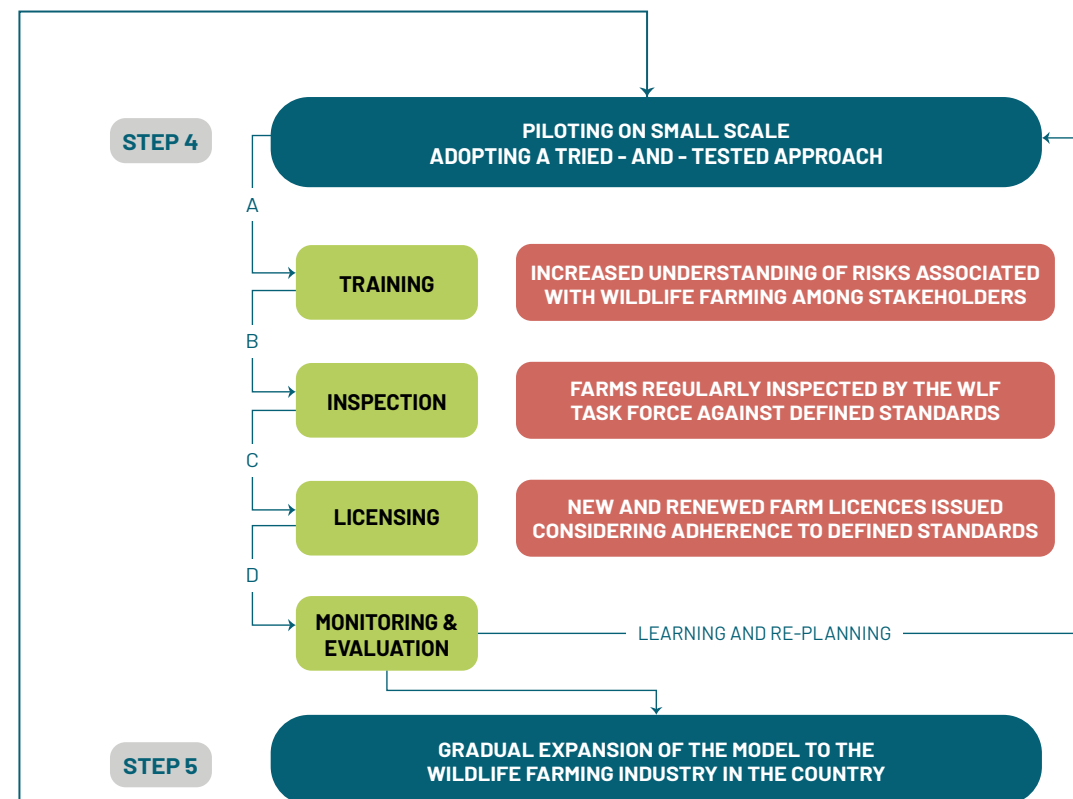 STEP 4
PILOTING ON SMALL SCALE
ADOPTING A TRIED - AND - TESTED APPROACH
A
TRAINING
INCREASED UNDERSTANDING OF RISKS ASSOCIATED
WITH WILDLIFE FARMING AMONG STAKEHOLDERS
B
INSPECTION
FARMS REGULARLY INSPECTED BY THE WLF
TASK FORCE AGAINST DEFINED STANDARDS
C
LICENSING
NEW AND RENEWED FARM LICENCES ISSUED
CONSIDERING ADHERENCE TO DEFINED STANDARDS
D
MONITORING &
EVALUATION
LEARNING AND RE-PLANNING
STEP 5
GRADUAL EXPANSION OF THE MODEL TO THE
WILDLIFE FARMING INDUSTRY IN THE COUNTRY